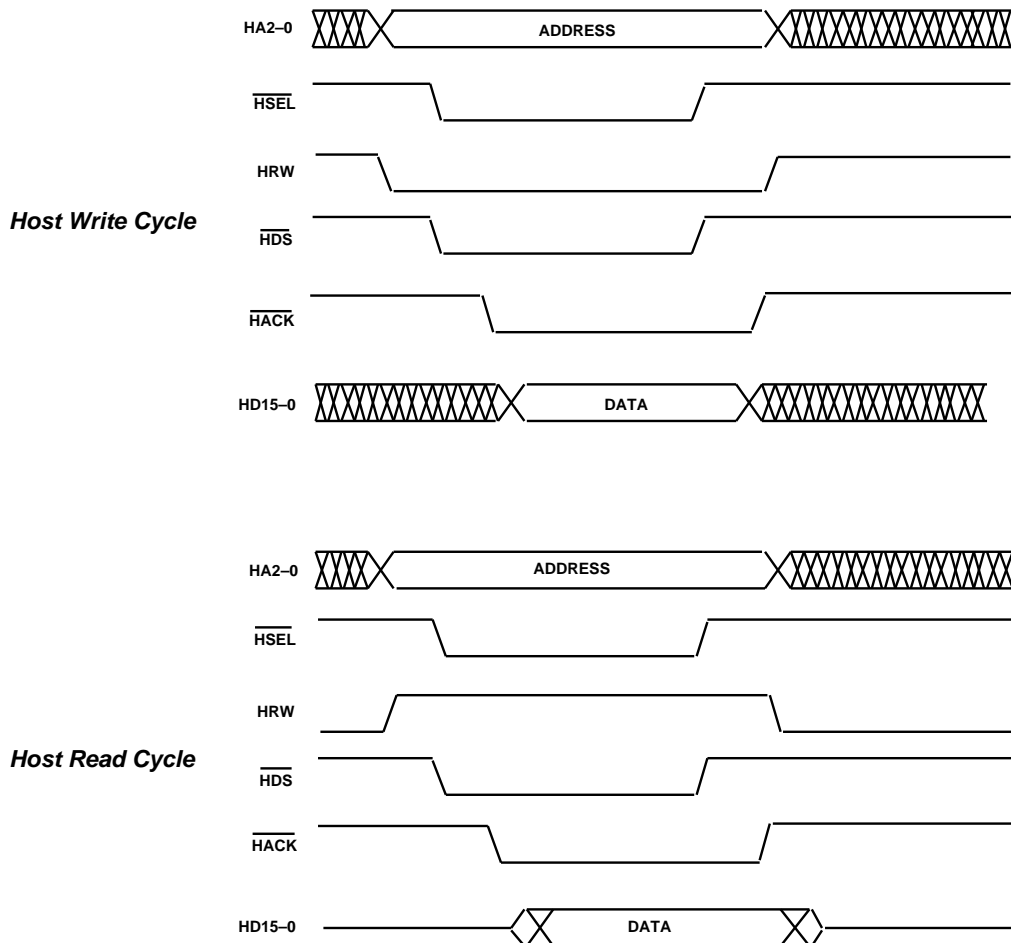 HA2–0
ADDRESS
HSEL
HRW
Host Write Cycle
HDS
HACK
HD15–0
DATA
HA2–0
ADDRESS
HSEL
HRW
Host Read Cycle
HDS
HACK
HD15–0
DATA